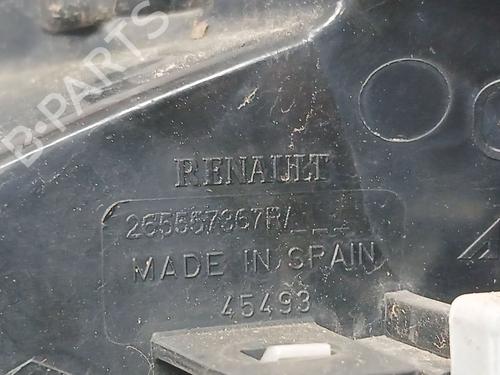 B-PARTS
RENAULT
265557367R/_ _ _
MADE IN SPAIN
45493